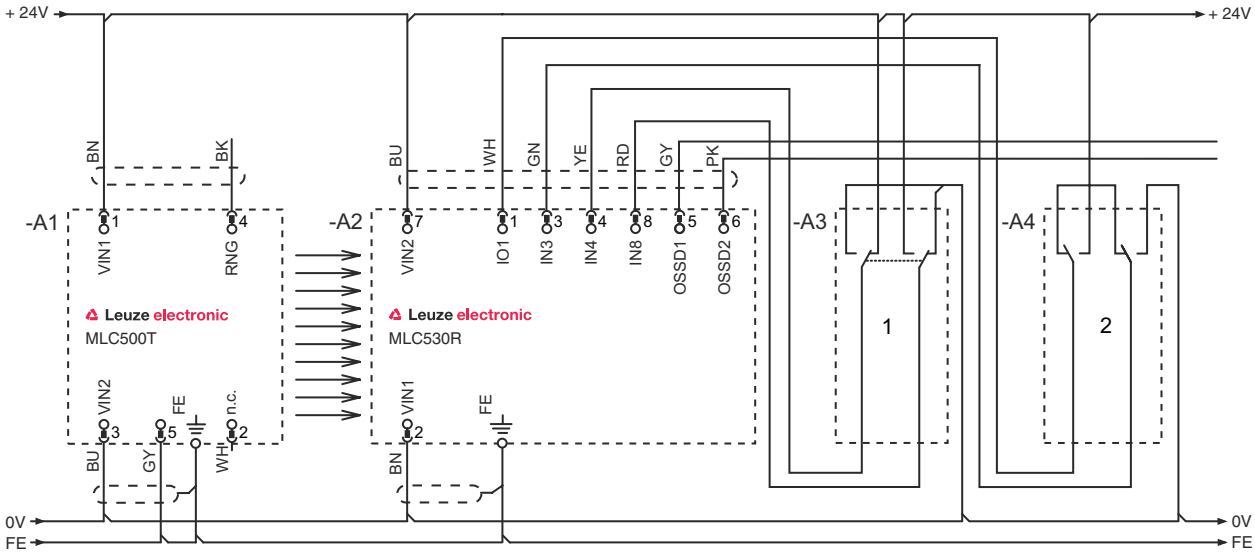 + 24V
+ 24V
BN
BK
BU
WH
GN
YE
RD
GY
PK
-A1
1
4
VIN1
RNG
Leuze electronic
MLC500T
VIN2
FE
n.c.
3
5
2
BU
GY
WH
-A2
7
1
3
4
8
5
6
VIN2
IO1
IN3
IN4
IN8
OSSD1
OSSD2
Leuze electronic
MLC530R
VIN1
FE
2
BN
-A3
1
-A4
2
0V
0V
FE
FE